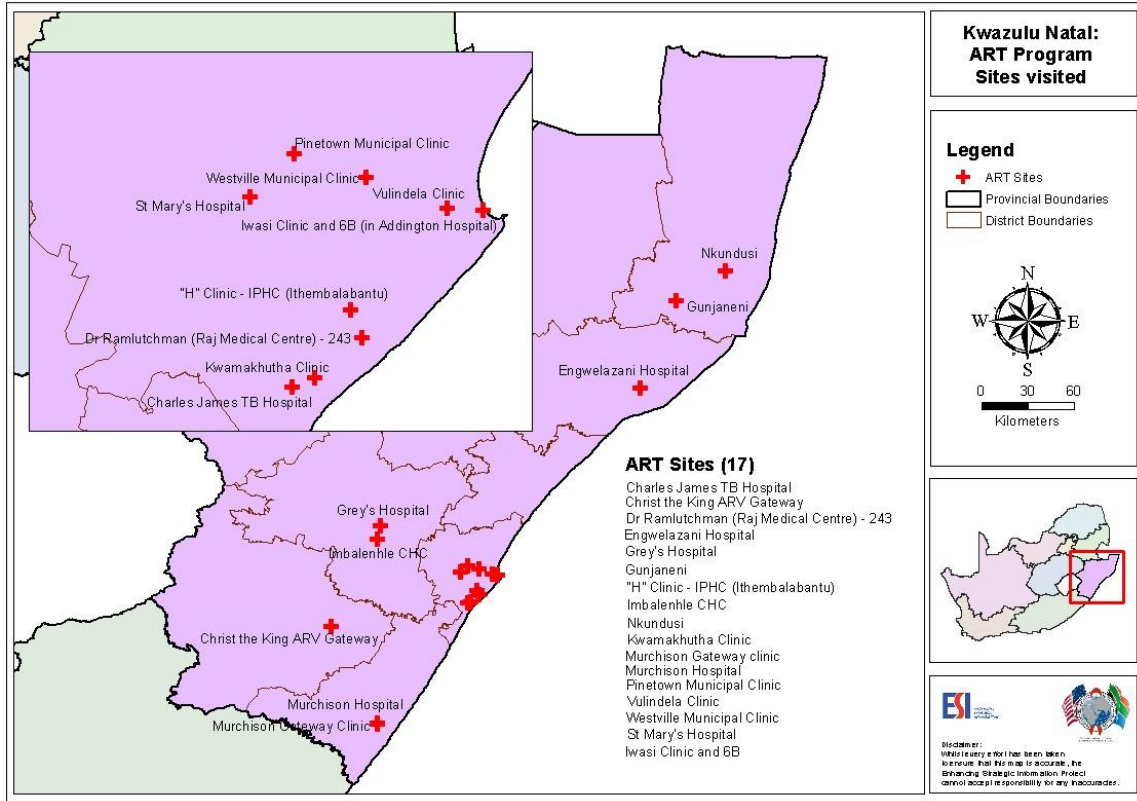 Kwazulu Natal:
ART Program
Sites visited
Legend
ART Sites
Provincial Boundaries
District Boundaries
N
W
E
S
0 30 60
Kilometers
Pinetown Municipal Clinic
Westville Municipal Clinic
Vulindela Clinic
St Mary's Hospital
Iwasi Clinic and 6B (in Addington Hospital)
"H" Clinic - IPHC (Ithembalabantu)
Dr Ramlutchman (Raj Medical Centre) - 243
Kwamakhutha Clinic
Charles James TB Hospital
Nkundusi
Gunjaneni
Engwelazani Hospital
Grey's Hospital
Imbalenhle CHC
Christ the King ARV Gateway
Murchison Hospital
Murchison Gateway Clinic
ART Sites (17)
Charles James TB Hospital
Christ the King ARV Gateway
Dr Ramlutchman (Raj Medical Centre) - 243
Engwelazani Hospital
Grey's Hospital
Gunjaneni
"H" Clinic - IPHC (Ithembalabantu)
Imbalenhle CHC
Nkundusi
Kwamakhutha Clinic
Murchison Gateway clinic
Murchison Hospital
Pinetown Municipal Clinic
Vulindela Clinic
Westville Municipal Clinic
St Mary's Hospital
Iwasi Clinic and 6B
ESI
Disclaimer:
Whilst every effort has been taken
to ensure that this map is accurate, the
Enhancing Strategic Information Project
cannot accept responsibility for any inaccuracies.